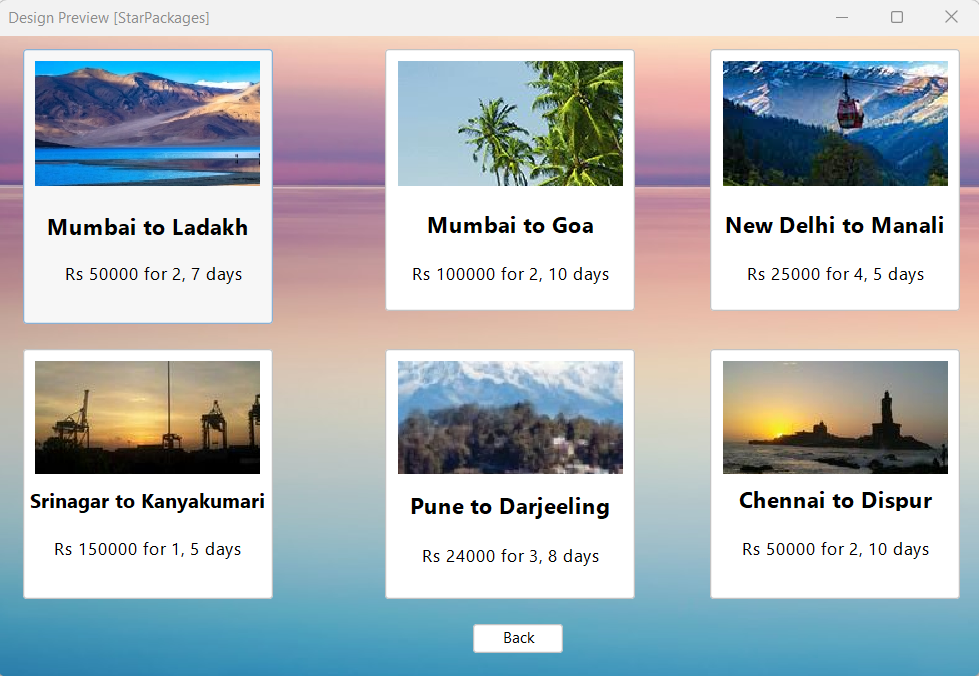 Design Preview [StarPackages]
Mumbai to Ladakh
Rs 50000 for 2, 7 days
Mumbai to Goa
Rs 100000 for 2, 10 days
New Delhi to Manali
Rs 25000 for 4, 5 days
Srinagar to Kanyakumari
Rs 150000 for 1, 5 days
Pune to Darjeeling
Rs 24000 for 3, 8 days
Chennai to Dispur
Rs 50000 for 2, 10 days
Back